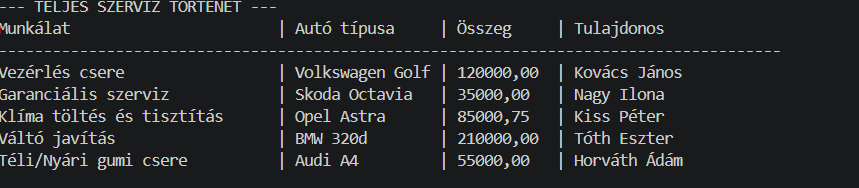 --- TELJES SZERVIZ TÖRTÉNET ---
Munkálat | Autó típusa | Összeg | Tulajdonos
--------------------------------------------------------------------------------------
Vezérlés csere | Volkswagen Golf | 120000,00 | Kovács János
Garanciális szerviz | Skoda Octavia | 35000,00 | Nagy Ilona
Klíma töltés és tisztítás | Opel Astra | 85000,75 | Kiss Péter
Váltó javítás | BMW 320d | 210000,00 | Tóth Eszter
Téli/Nyári gumi csere | Audi A4 | 55000,00 | Horváth Ádám